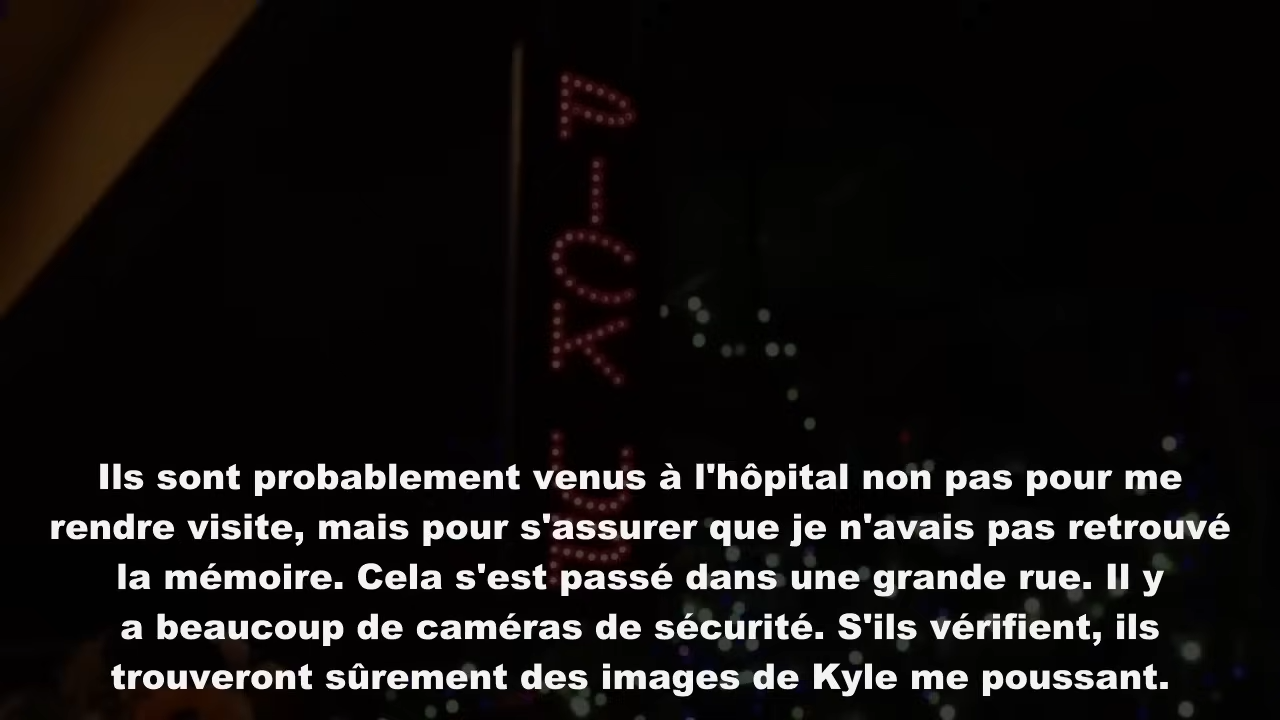 PICK UP
Ils sont probablement venus à l'hôpital non pas pour me
rendre visite, mais pour s'assurer que je n'avais pas retrouvé
la mémoire. Cela s'est passé dans une grande rue. Il y
a beaucoup de caméras de sécurité. S'ils vérifient, ils
trouveront sûrement des images de Kyle me poussant.